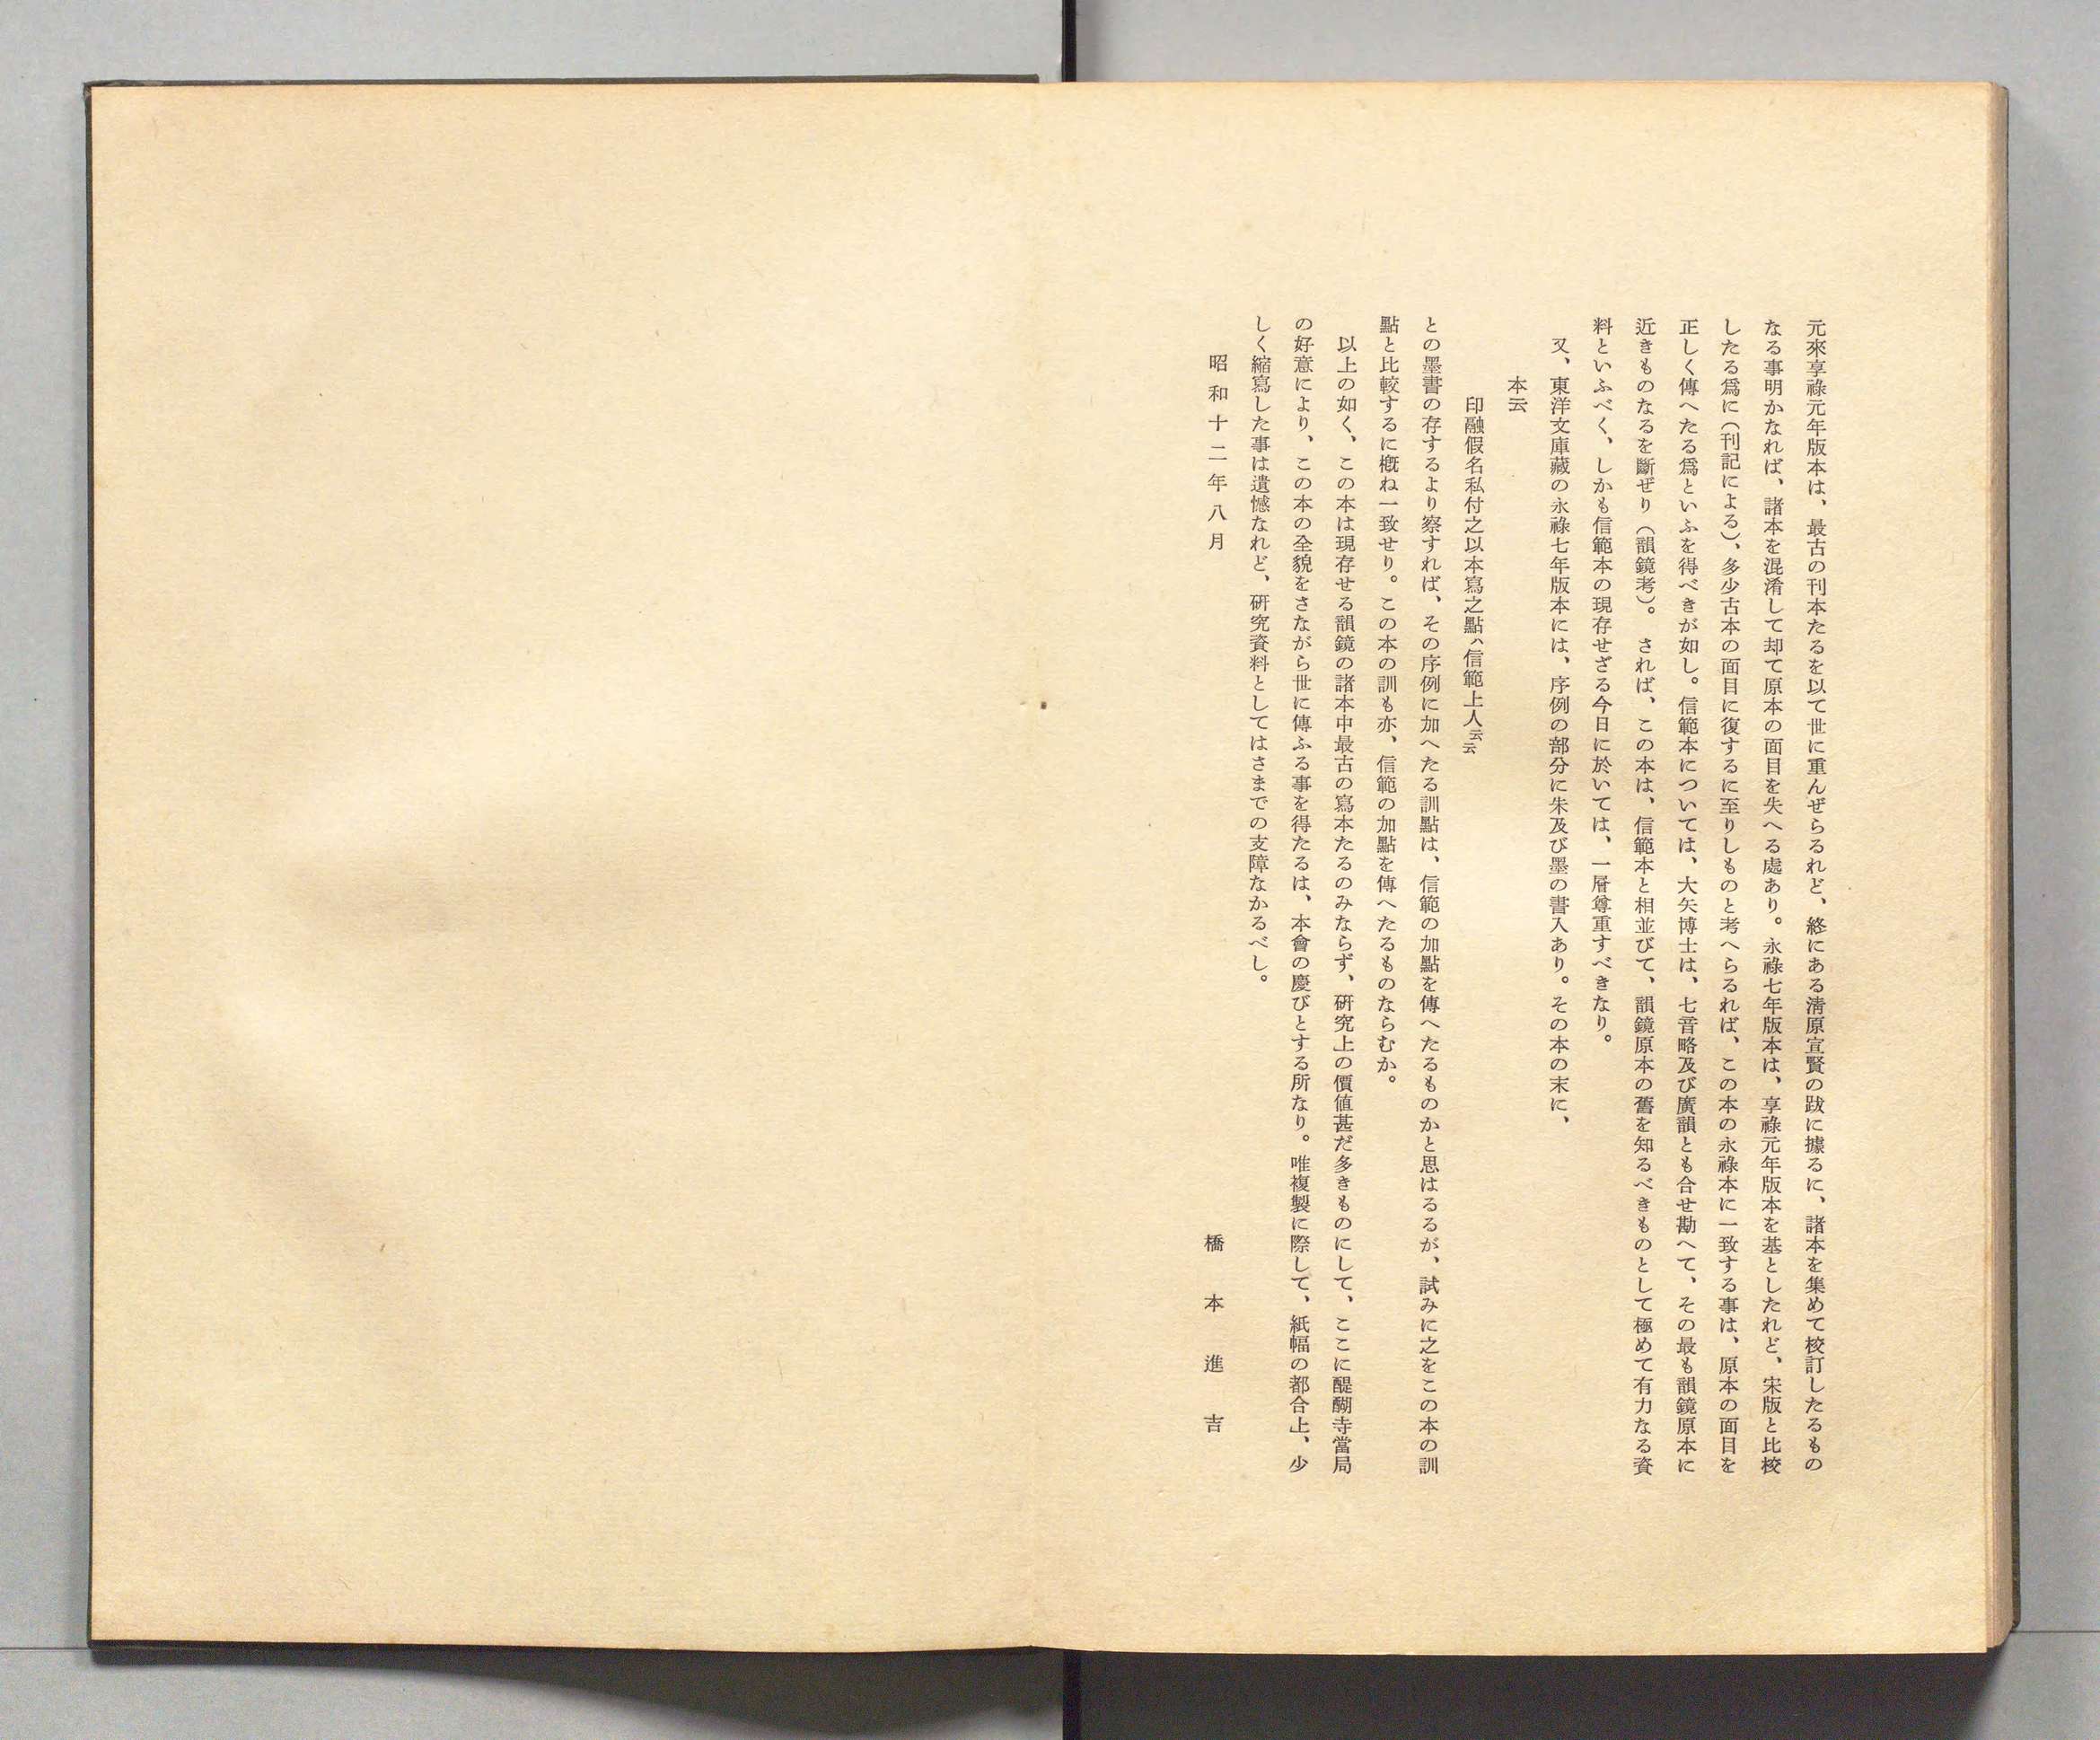 元來享祿元年版本は、最古の刊本たるを以て世に重んぜらるれど、終にある淸原宣賢の跋に據るに、諸本を集めて校訂したるもの
なる事明かなれば、諸本を混淆して却て原本の面目を失へる處あり。永祿七年版本は、享祿元年版本を基としたれど、宋版と比校
したる爲に（刊記による）、多少古本の面目に復するに至りしものと考へらるれば、この本の永祿本に一致する事は、原本の面目を
正しく傳へたる爲といふを得べきが如し。信範本については、大矢博士は、七音略及び廣韻とも合せ勘へて、その最も韻鏡原本に
近きものなるを斷ぜり（韻鏡考）。されば、この本は、信範本と相並びて、韻鏡原本の舊を知るべきものとして極めて有力なる資
料といふべく、しかも信範本の現存せざる今日に於いては、一層尊重すべきなり。
又、東洋文庫藏の永祿七年版本には、序例の部分に朱及び墨の書入あり。その本の末に、
本云
印融假名私付之以本寫之點ヘ信範上人云云
との墨書の存するより察すれば、その序例に加へたる訓點は、信範の加點を傳へたるものかと思はるるが、試みに之をこの本の訓
點と比較するに槪ね一致せり。この本の訓も亦、信範の加點を傳へたるものならむか。
以上の如く、この本は現存せる韻鏡の諸本中最古の寫本たるのみならず、硏究上の價値甚だ多きものにして、ここに醍醐寺當局
の好意により、この本の全貌をさながら世に傳ふる事を得たるは、本會の慶びとする所なり。唯複製に際して、紙幅の都合上、少
しく縮寫した事は遺憾なれど、硏究資料としてはさまでの支障なかるべし。
昭和十二年八月
橋本進吉